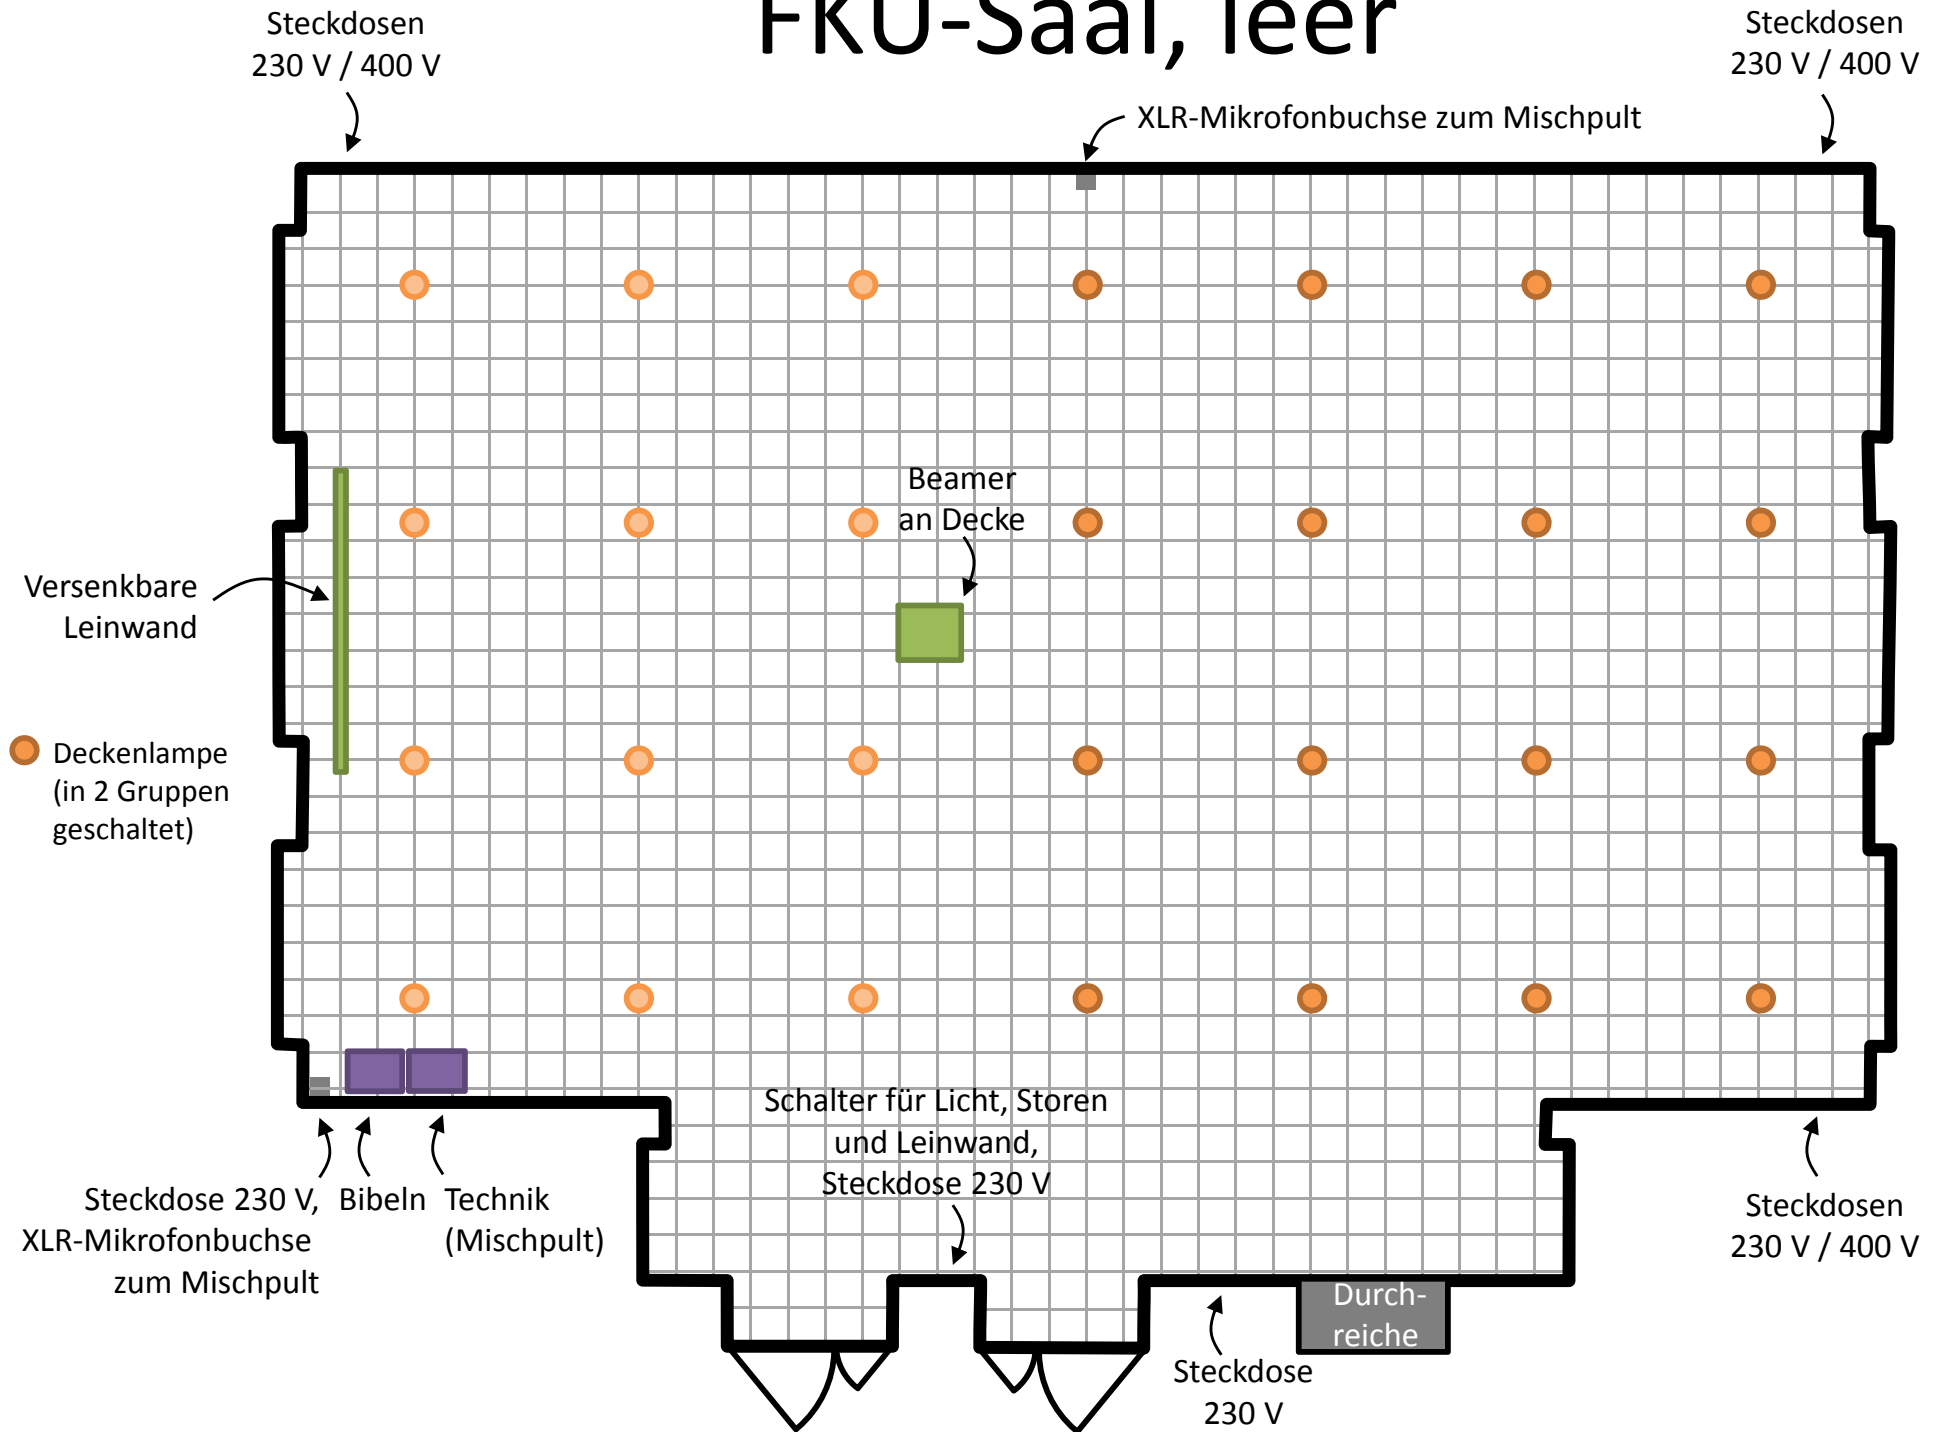 FKU-Saal, leer
Steckdosen
230 V / 400 V
Steckdosen
230 V / 400 V
XLR-Mikrofonbuchse zum Mischpult
Beamer
an Decke
Versenkbare
Leinwand
Deckenlampe
(in 2 Gruppen
geschaltet)
Schalter für Licht, Storen
und Leinwand,
Steckdose 230 V
Steckdose 230 V,
XLR-Mikrofonbuchse
zum Mischpult
Bibeln
Technik
(Mischpult)
Steckdosen
230 V / 400 V
Durch-
reiche
Steckdose
230 V